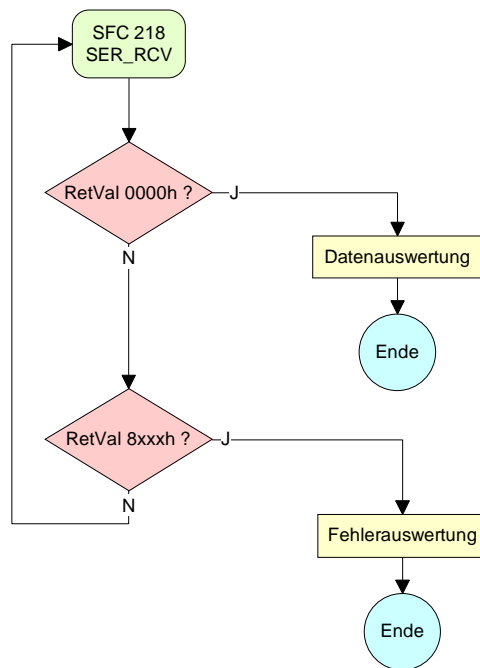 SFC 218
SER_RCV
RetVal 0000h ?
J
N
Datenauswertung
Ende
RetVal 8xxxh ?
J
N
Fehlerauswertung
Ende